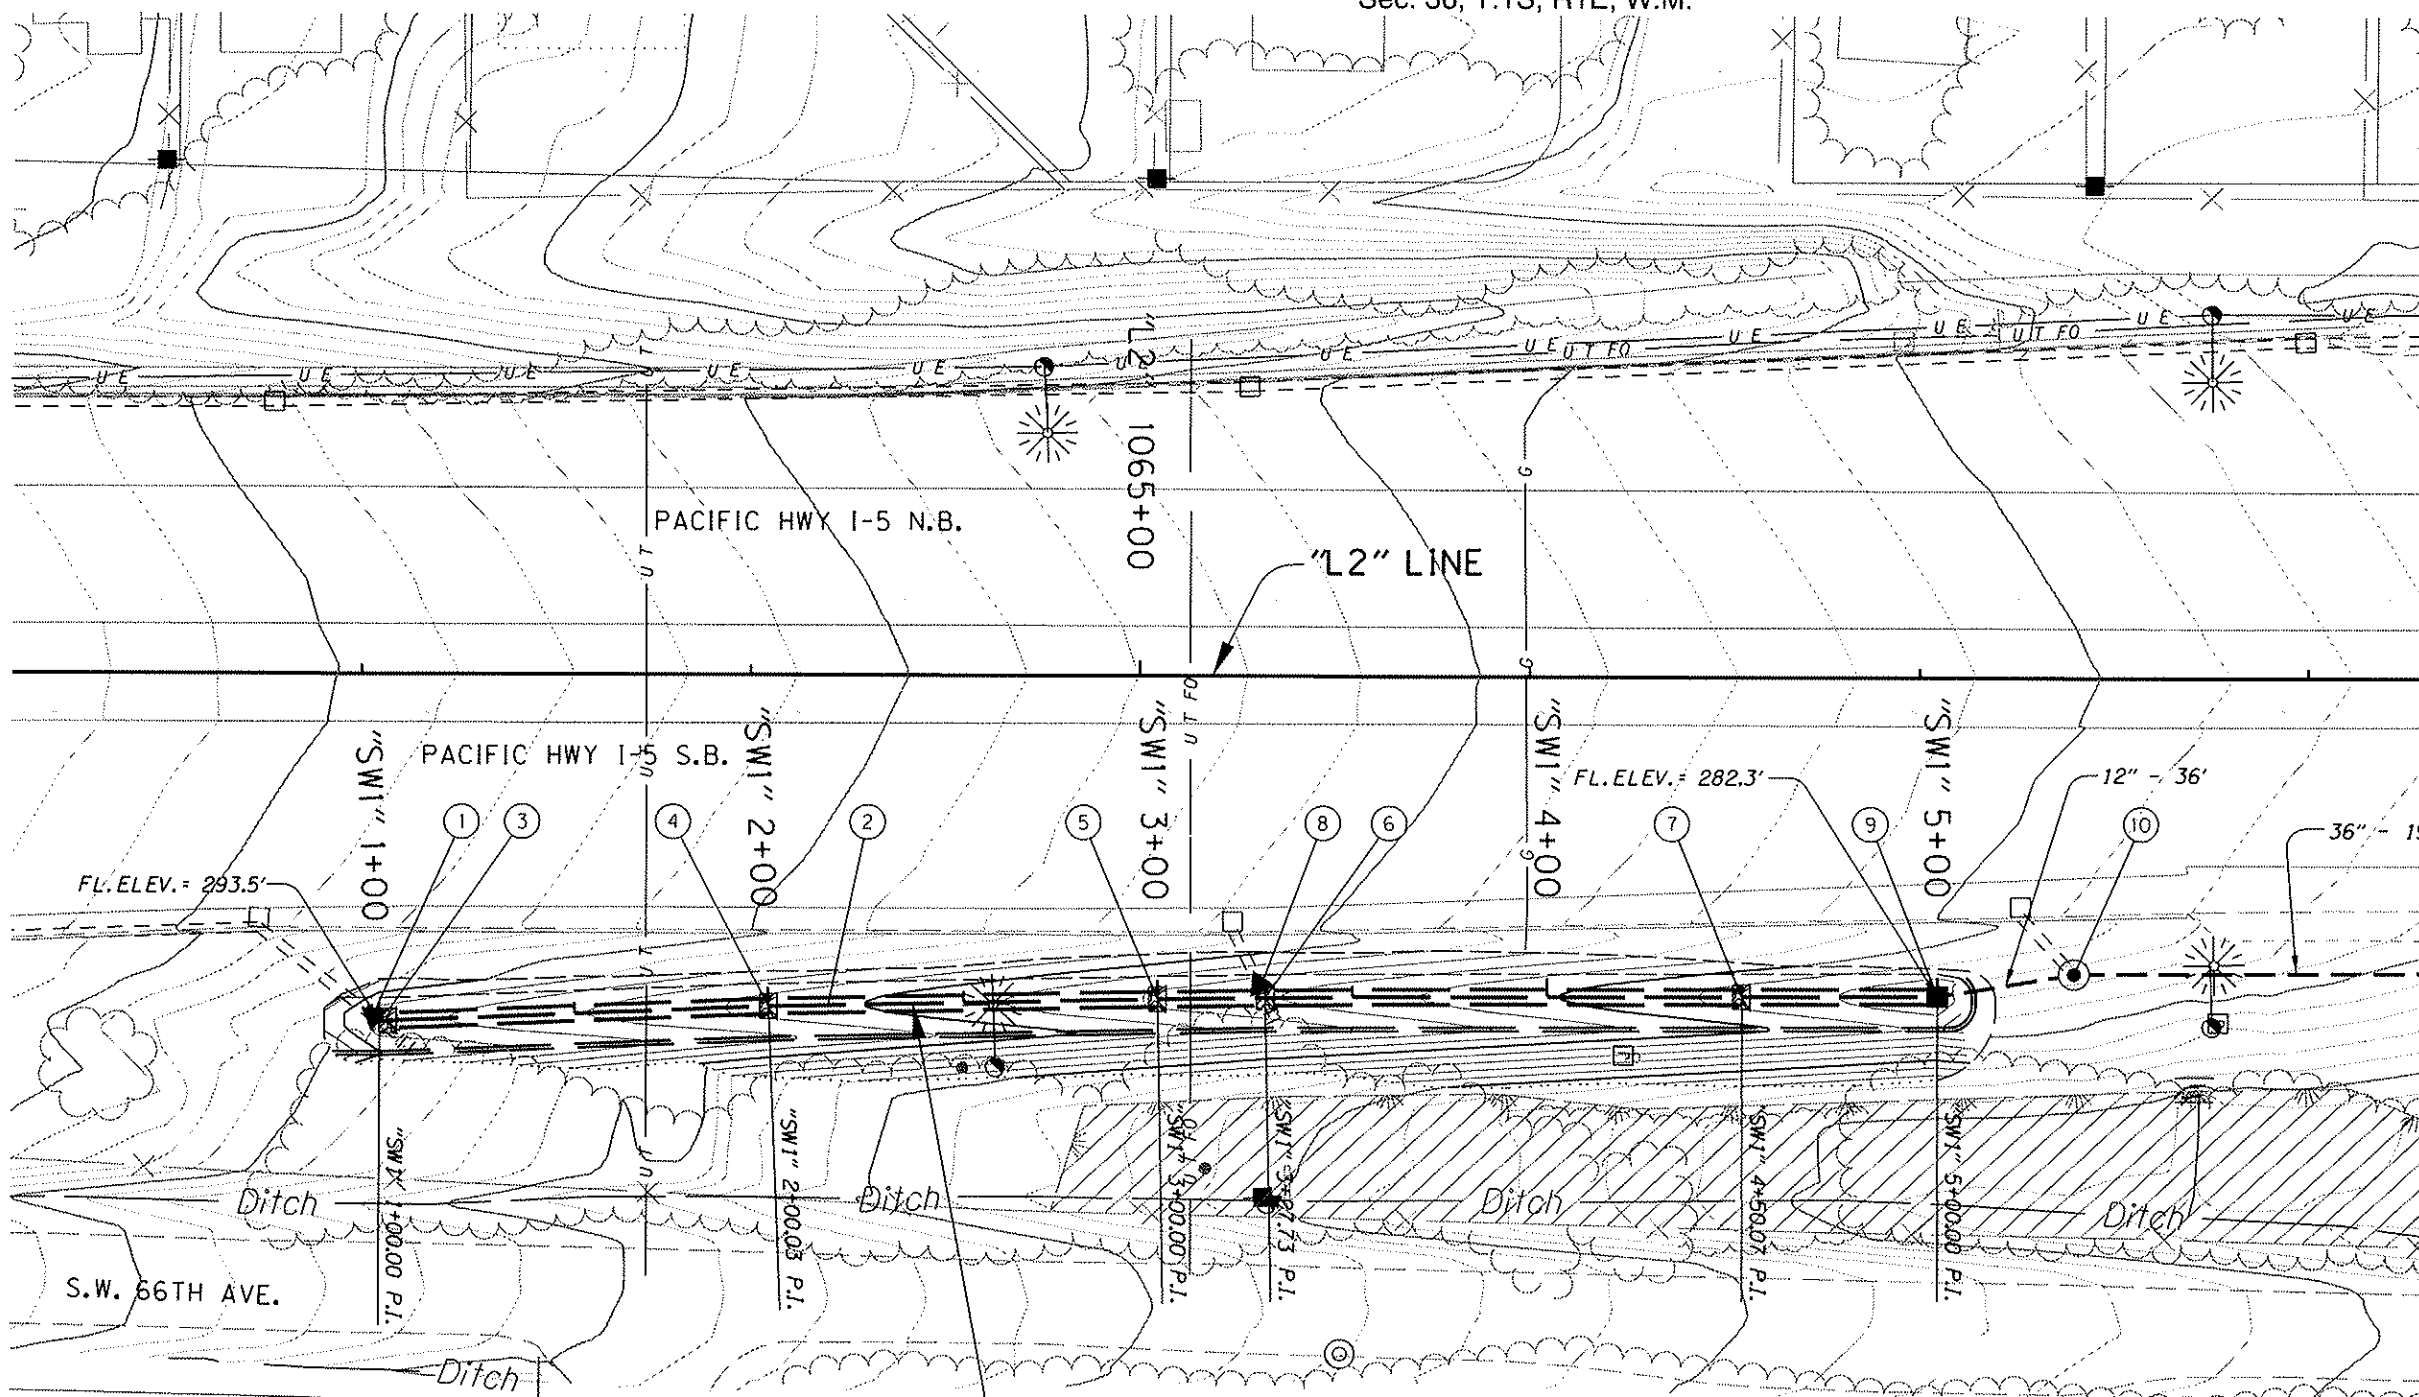 Sec. 36, T.1S, R1E, W.M.
"L2" 1065+00
U E
U E
U E
U E
U E
U E
U E
U E
U T FO
U E
U E
U T FO
U E
U E
U T
G
PACIFIC HWY I-5 N.B.
U T
"L2" LINE
G
U T FO
PACIFIC HWY I-5 S.B.
"SW1" 1+00
"SW1" 2+00
"SW1" 3+00
"SW1" 4+00
"SW1" 5+00
FL. ELEV. = 282.3'
12" - 36'
1
3
4
2
5
8
6
7
9
10
G
FL. ELEV. = 293.5'
"SW1" 1+00.00 P.I.
"SW1" 2+00.03 P.I.
"SW1" 3+00.00 P.I.
"SW1" 4+50.07 P.I.
"SW1" 5+00.00 P.I.
Ditch
Ditch
Ditch
Ditch
S.W. 66TH AVE.
Ditch